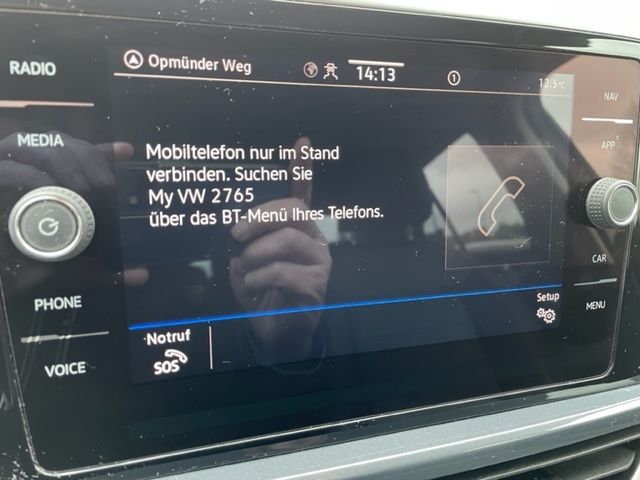 RADIO
MEDIA
PHONE
VOICE
Opmünder Weg
14:13
1
12.5°C
Mobiltelefon nur im Stand
verbinden. Suchen Sie
My VW 2765
über das BT-Menü Ihres Telefons.
Notruf
SOS
Setup
NAV
APP
CAR
MENU